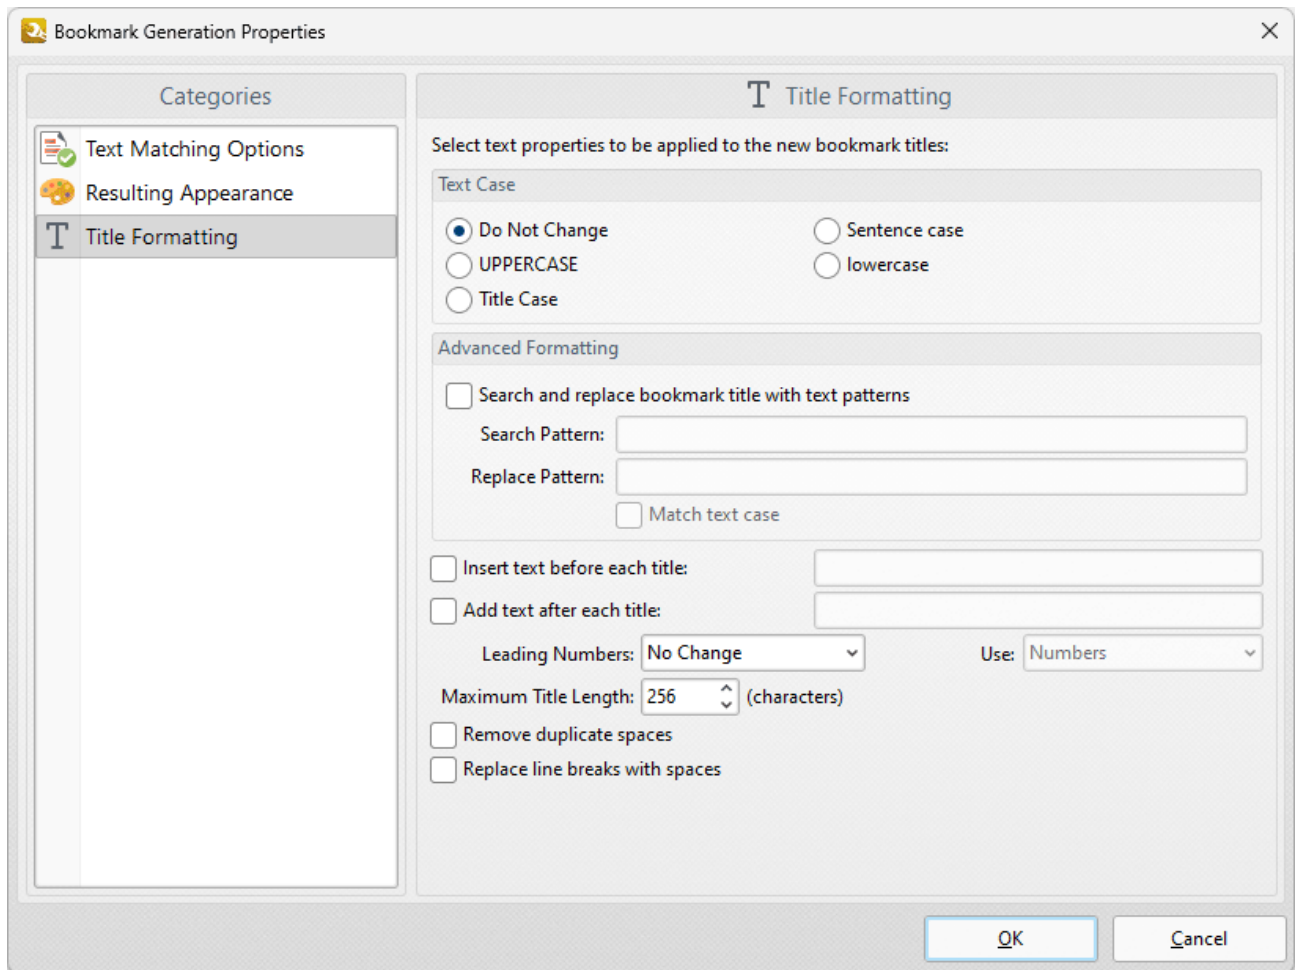 Bookmark Generation Properties
Categories
Text Matching Options
Resulting Appearance
Title Formatting
Title Formatting
Select text properties to be applied to the new bookmark titles:
Text Case
Do Not Change
Sentence case
UPPERCASE
lowercase
Title Case
Advanced Formatting
Search and replace bookmark title with text patterns
Search Pattern:
Replace Pattern:
Match text case
Insert text before each title:
Add text after each title:
Leading Numbers: No Change Use: Numbers
Maximum Title Length: 256 (characters)
Remove duplicate spaces
Replace line breaks with spaces
OK Cancel